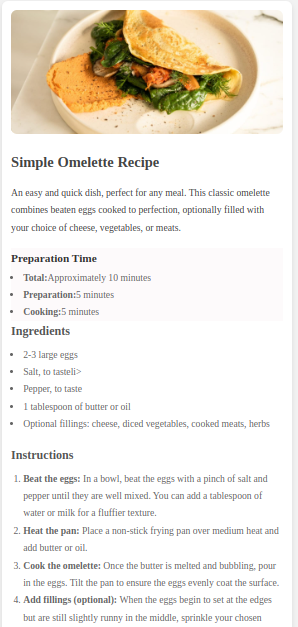 Simple Omelette Recipe
An easy and quick dish, perfect for any meal. This classic omelette
combines beaten eggs cooked to perfection, optionally filled with
your choice of cheese, vegetables, or meats.
Preparation Time
• Total:Approximately 10 minutes
• Preparation:5 minutes
• Cooking:5 minutes
Ingredients
• 2-3 large eggs
• Salt, to tasteli>
• Pepper, to taste
• 1 tablespoon of butter or oil
• Optional fillings: cheese, diced vegetables, cooked meats, herbs
Instructions
1. Beat the eggs: In a bowl, beat the eggs with a pinch of salt and
pepper until they are well mixed. You can add a tablespoon of
water or milk for a fluffier texture.
2. Heat the pan: Place a non-stick frying pan over medium heat and
add butter or oil.
3. Cook the omelette: Once the butter is melted and bubbling, pour
in the eggs. Tilt the pan to ensure the eggs evenly coat the surface.
4. Add fillings (optional): When the eggs begin to set at the edges
but are still slightly runny in the middle, sprinkle your chosen